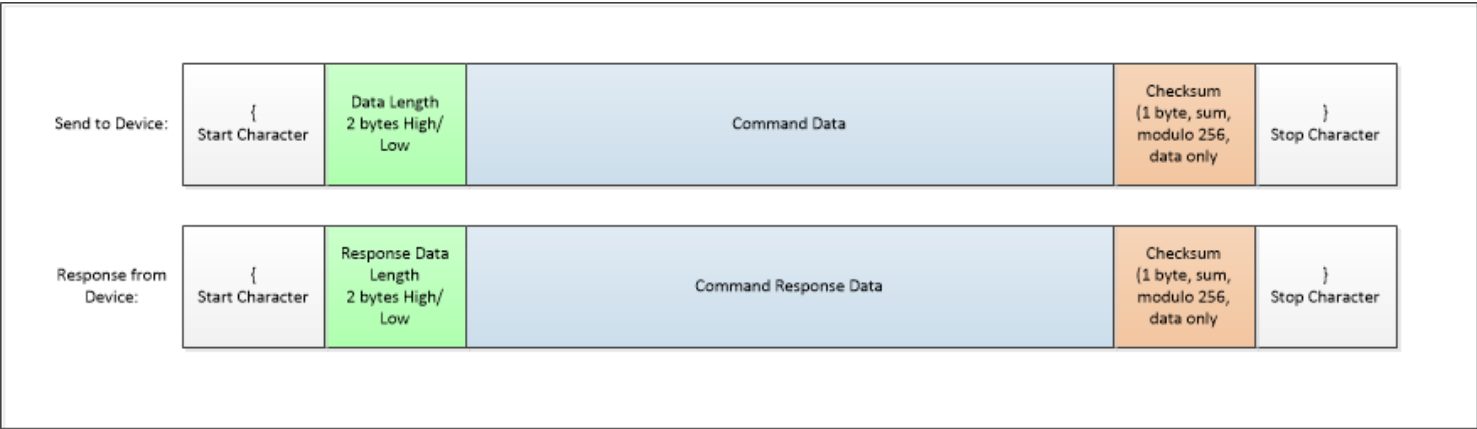 Send to Device:
{
Start Character
Data Length
2 bytes High/
Low
Command Data
Checksum
(1 byte, sum,
modulo 256,
data only
}
Stop Character
Response from
Device:
{
Start Character
Response Data
Length
2 bytes High/
Low
Command Response Data
Checksum
(1 byte, sum,
modulo 256,
data only
}
Stop Character